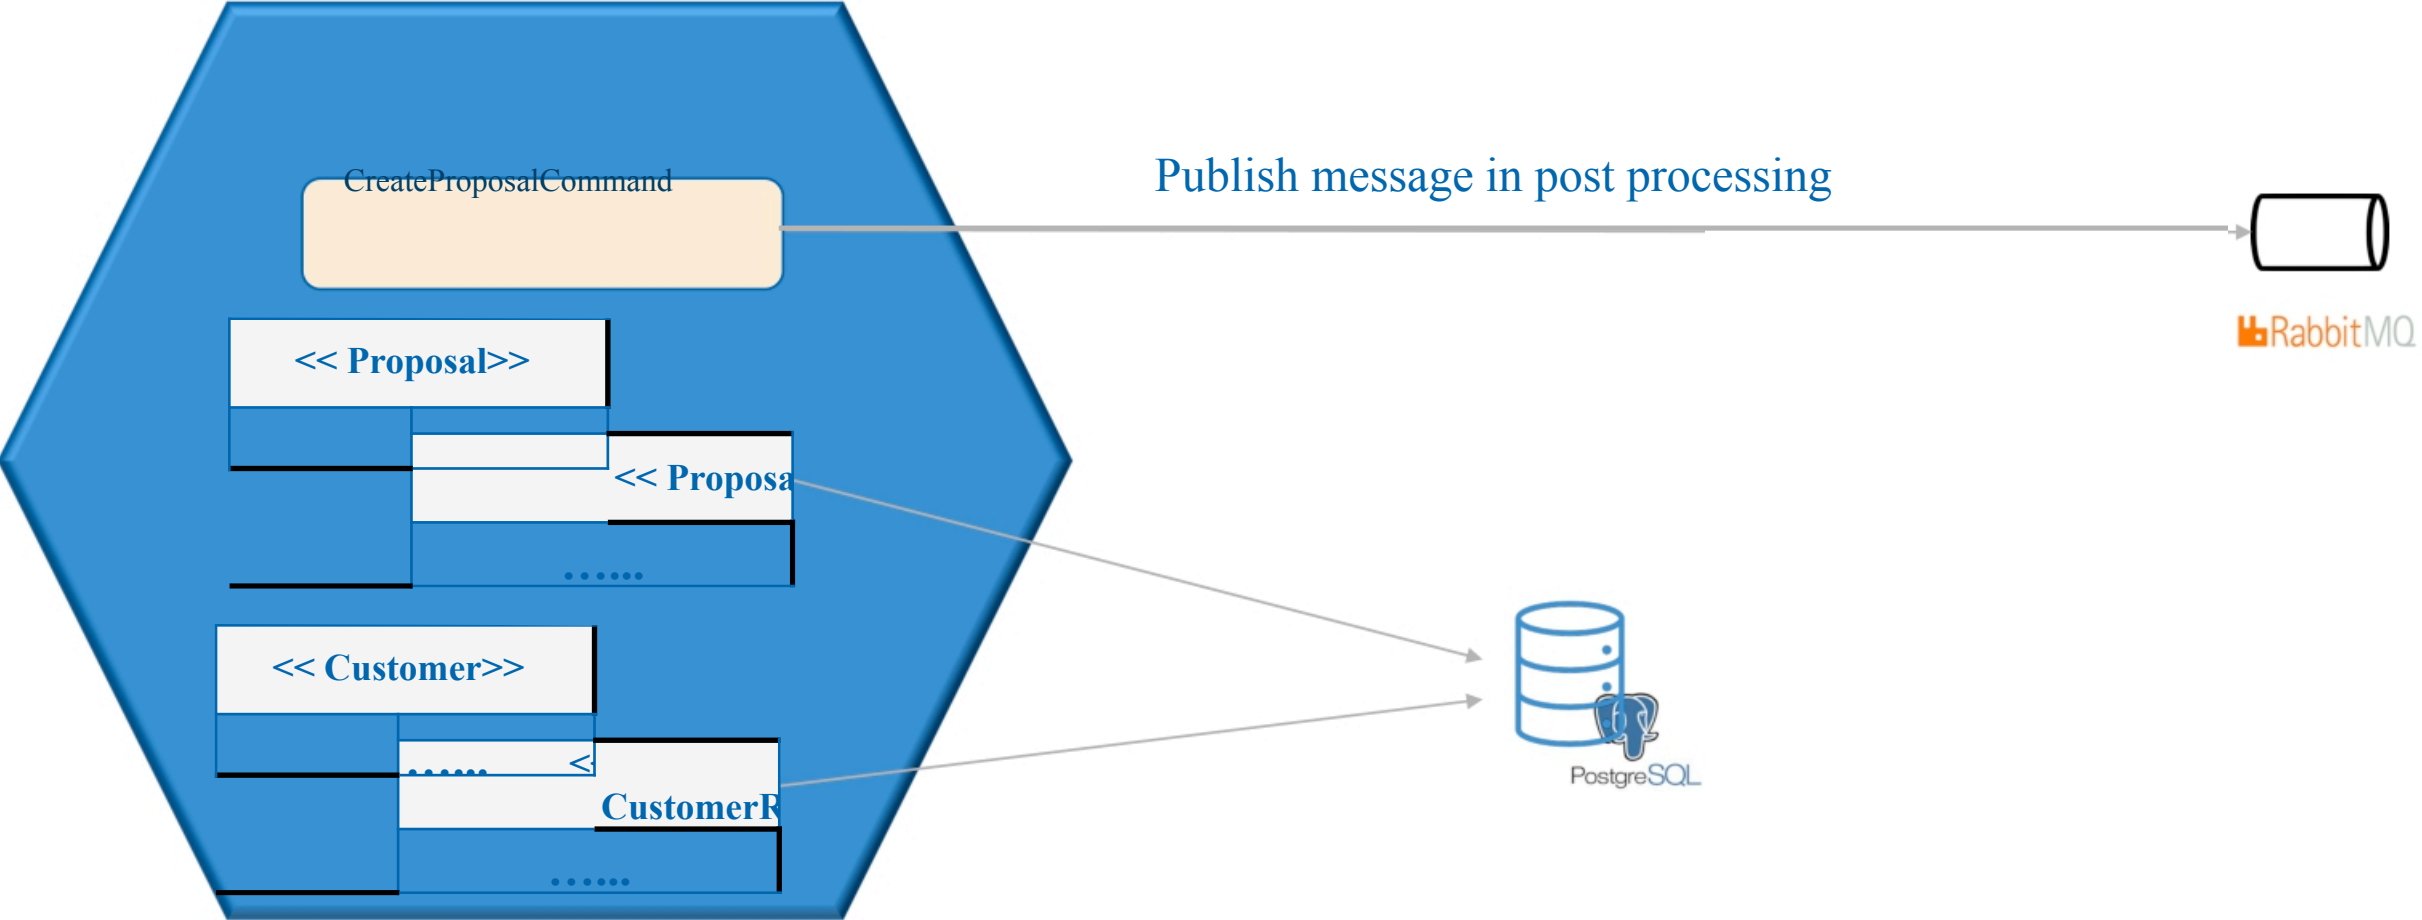 CreateProposalCommand
Publish message in post processing
RabbitMQ
<< Proposal>>
<< Proposa
......
<< Customer>>
...... <
CustomerR
......
PostgreSQL